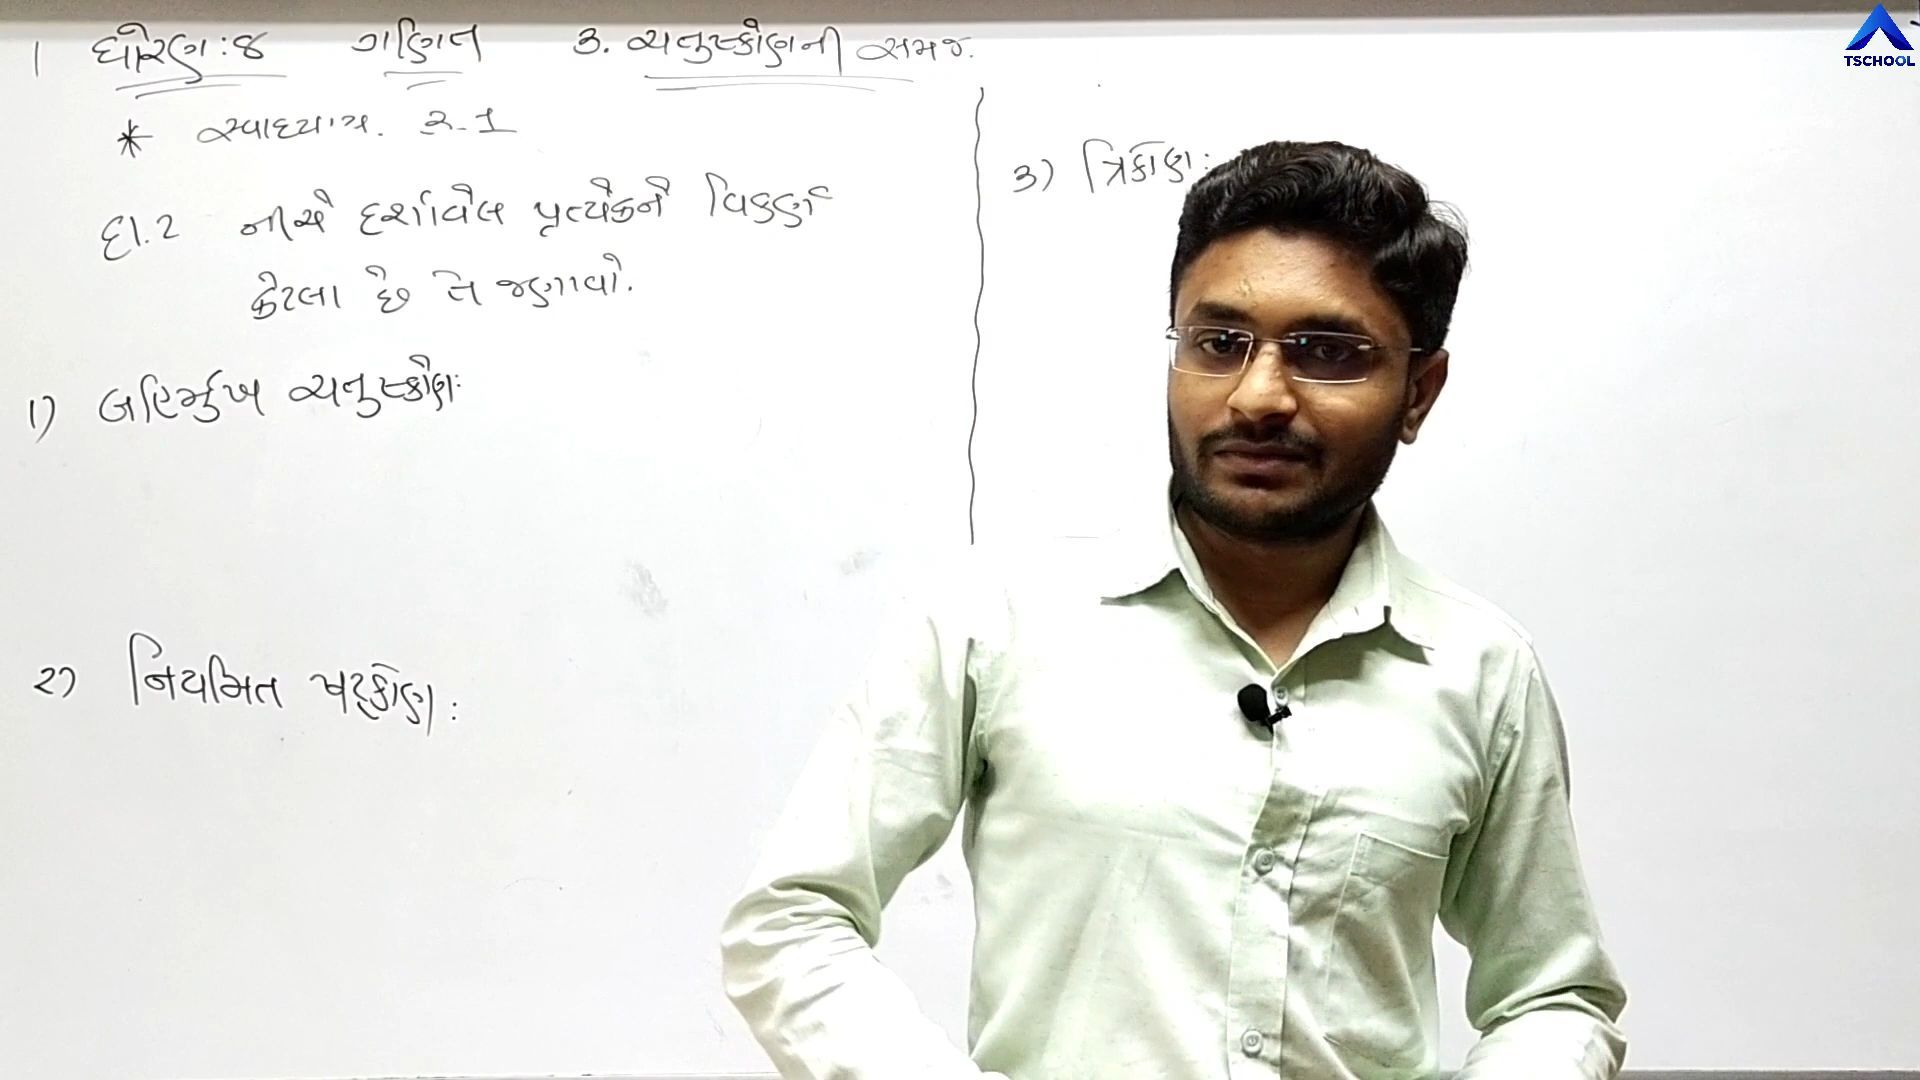 ધોરણ: ૪ ગણિત 3. ચતુષ્કોણની સમજ.
* સ્વાધ્યાય. 3-1
દા.2 નીચે દર્શાવેલ પ્રત્યેકને વિકર્ણો
કેટલા છે તે જણાવો.
1) બહિર્મુખ ચતુષ્કોણ:
2) નિયમિત ષટ્કોણ:
3) ત્રિકોણ:
TSCHOOL